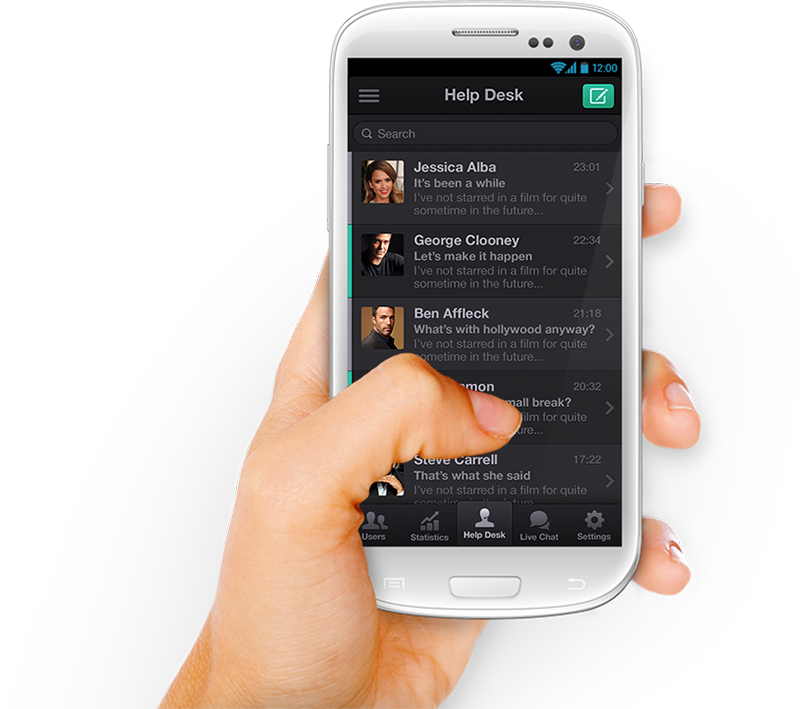 12:00
Help Desk
Search
Jessica Alba 23:01
It's been a while
I've not starred in a film for quite
sometime in the future...
George Clooney 22:34
Let's make it happen
I've not starred in a film for quite
sometime in the future...
Ben Affleck 21:18
What's with hollywood anyway?
I've not starred in a film for quite
sometime in the future...
20:32
break?
film for quite
Steve Carrell 17:22
That's what she said
I've not starred in a film for quite
sometime in the future...
Users Statistics Help Desk Live Chat Settings